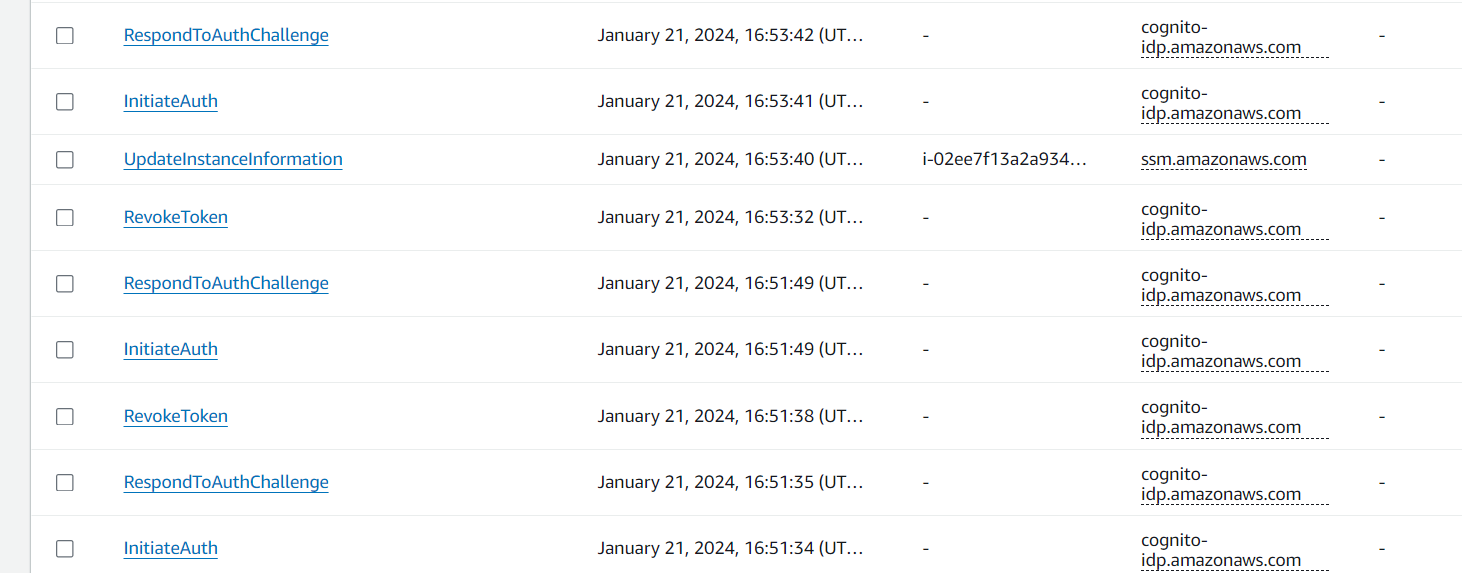 RespondToAuthChallenge January 21, 2024, 16:53:42 (UT… - cognito-
idp.amazonaws.com -
InitiateAuth January 21, 2024, 16:53:41 (UT… - cognito-
idp.amazonaws.com -
UpdateInstanceInformation January 21, 2024, 16:53:40 (UT… i-02ee7f13a2a934… ssm.amazonaws.com -
RevokeToken January 21, 2024, 16:53:32 (UT… - cognito-
idp.amazonaws.com -
RespondToAuthChallenge January 21, 2024, 16:51:49 (UT… - cognito-
idp.amazonaws.com -
InitiateAuth January 21, 2024, 16:51:49 (UT… - cognito-
idp.amazonaws.com -
RevokeToken January 21, 2024, 16:51:38 (UT… - cognito-
idp.amazonaws.com -
RespondToAuthChallenge January 21, 2024, 16:51:35 (UT… - cognito-
idp.amazonaws.com -
InitiateAuth January 21, 2024, 16:51:34 (UT… - cognito-
idp.amazonaws.com -